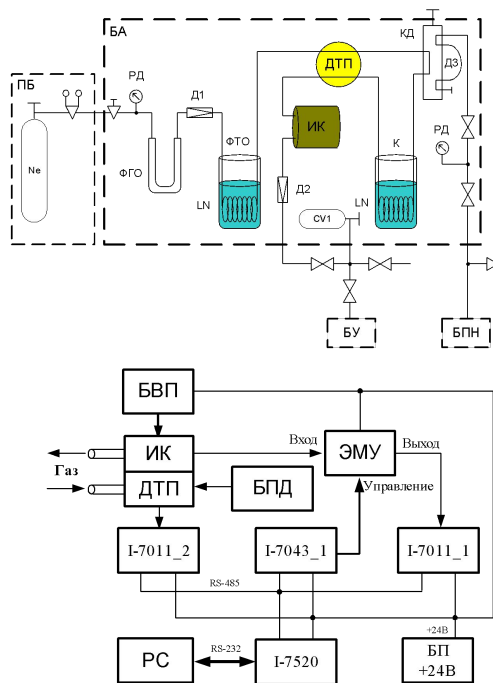 БА
КД
ПБ
РД
Д1
ДТП
ДЗ
ФТО
ИК
К
РД
ФГО
Ne
LN
Д2
CV1
LN
БУ
БПН
БВП
ИК
Вход
ЭМУ
Выход
Газ
ДТП
БПД
Управление
I-7011_2
I-7043_1
I-7011_1
RS-485
+24В
PC
RS-232
I-7520
БП
+24В